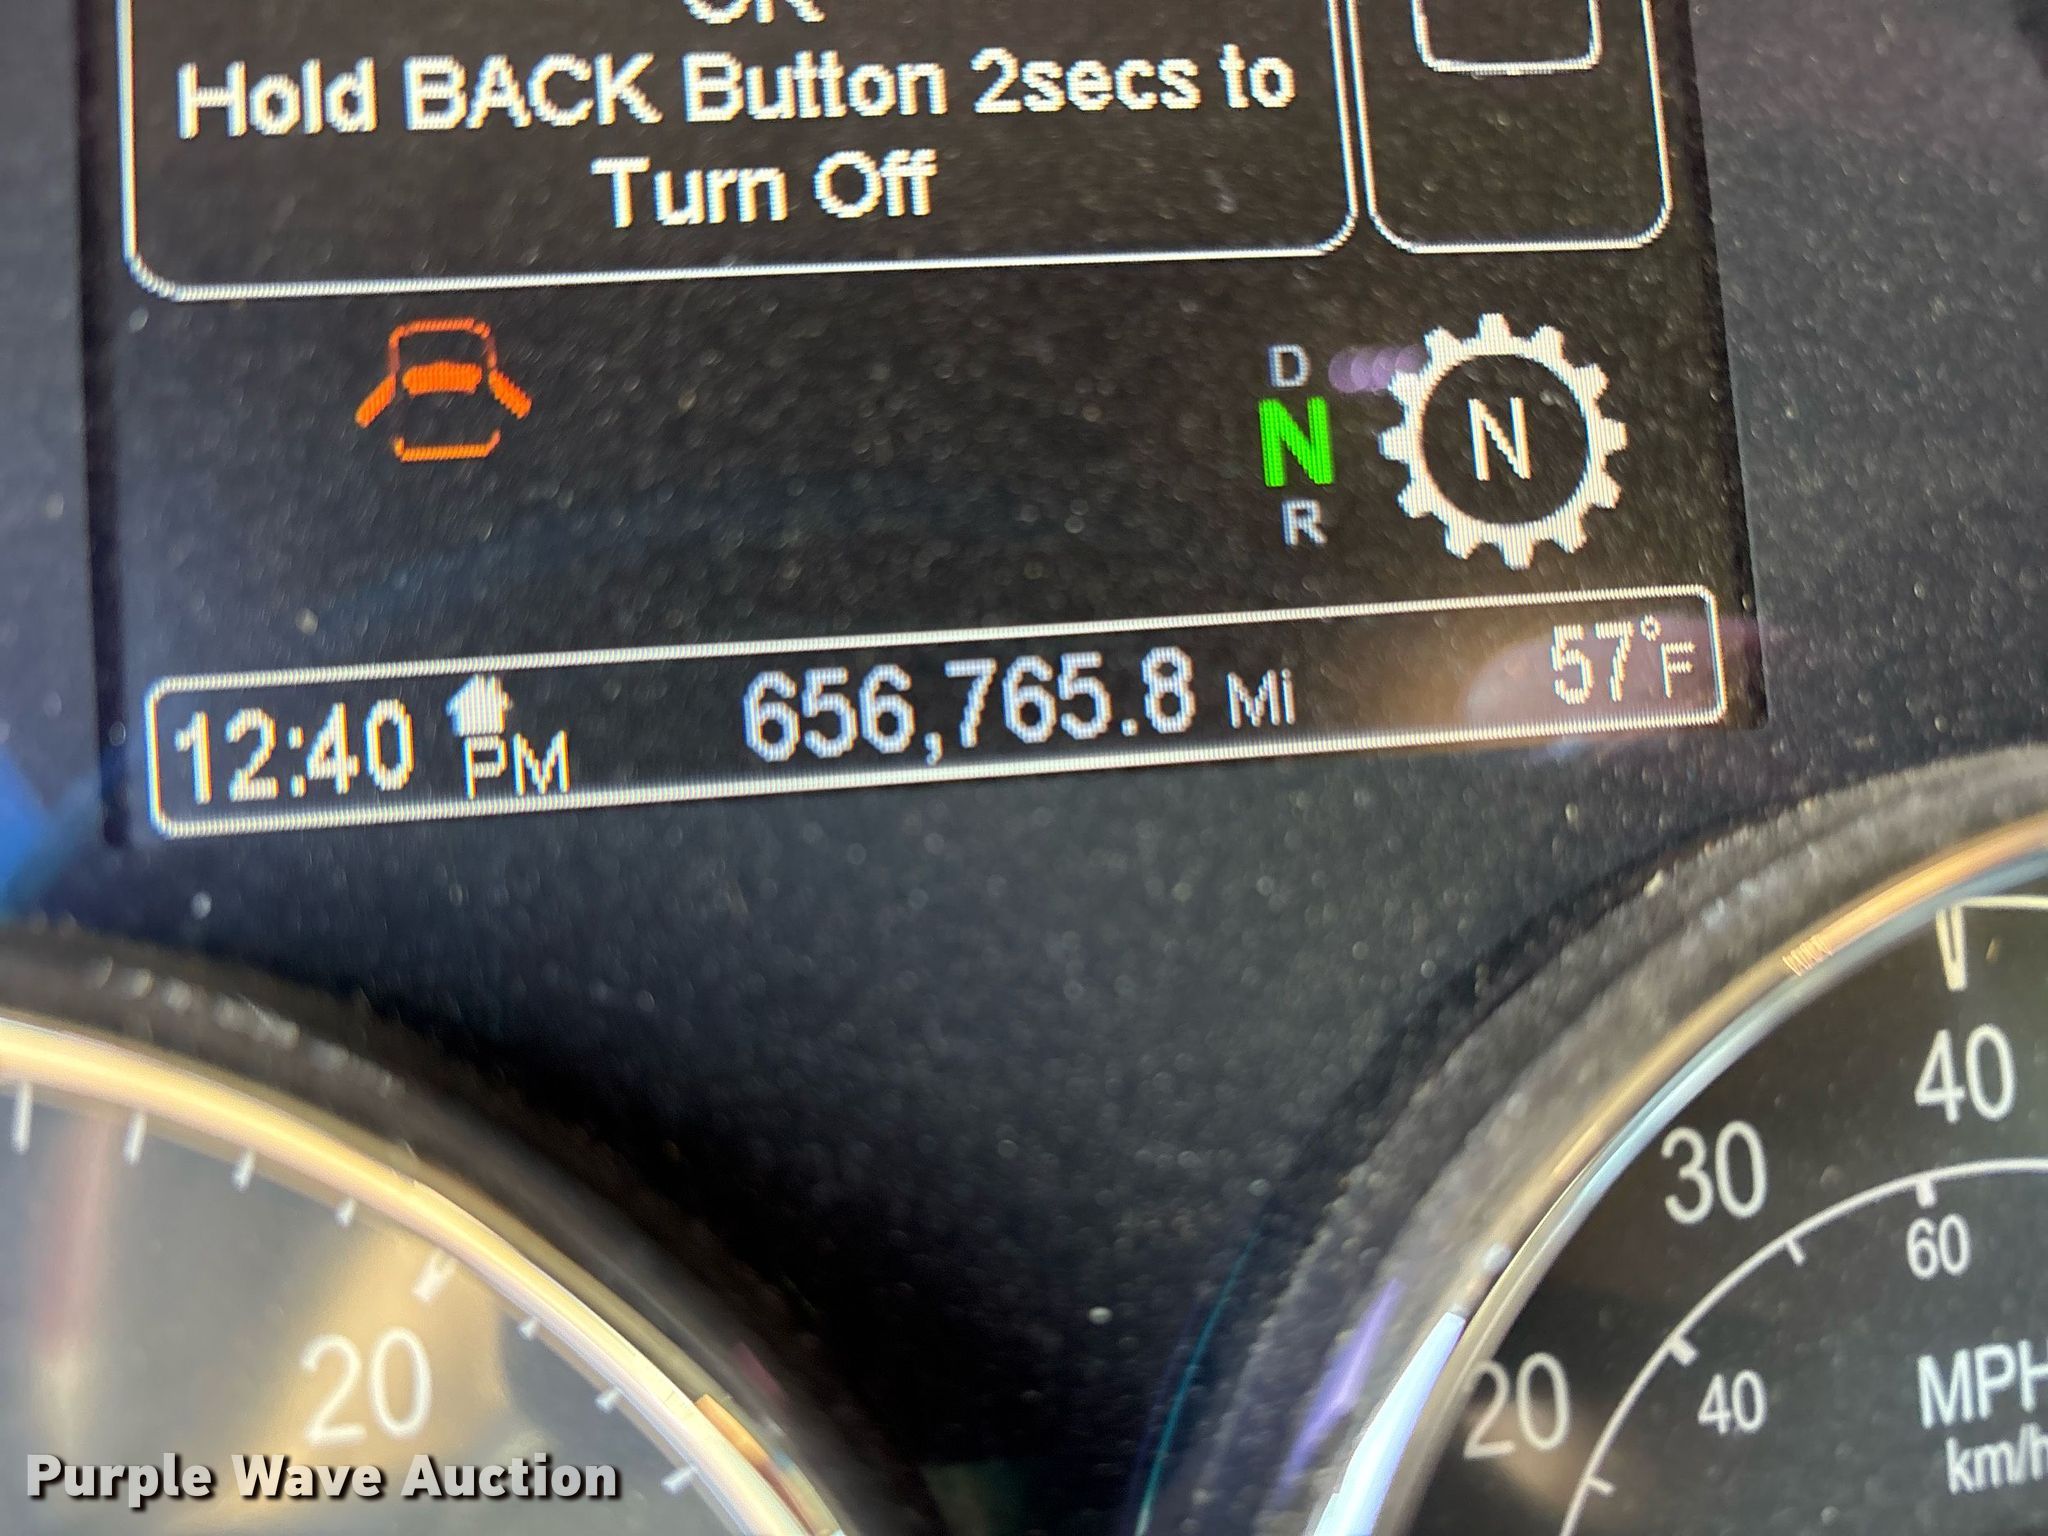 OK
Hold BACK Button 2secs to
Turn Off
D
N
R
N
12:40 PM
656,765.8 Mi
57°F
20
40
30
20
60
40
MPH
km/h
Purple Wave Auction